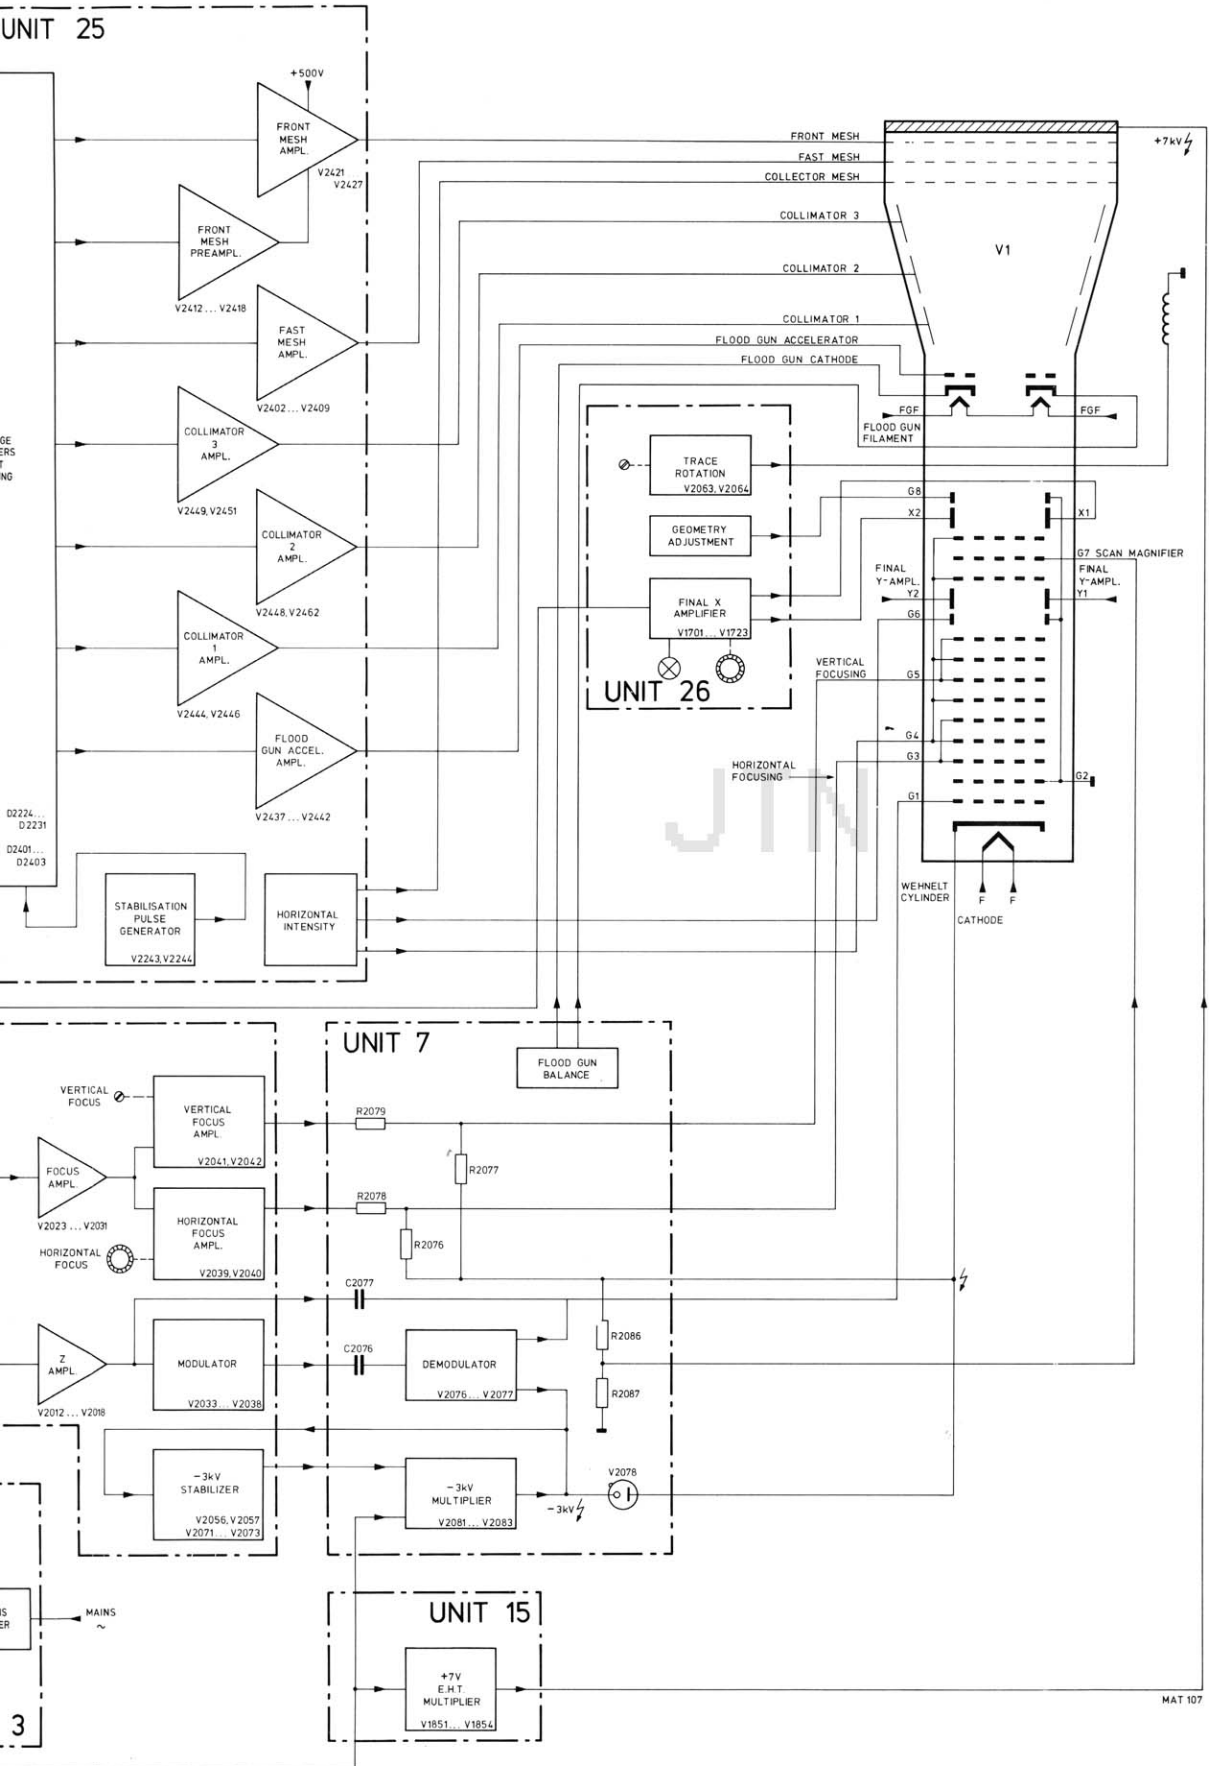 UNIT 25
+500V
FRONT
MESH
AMPL.
V2421
V2427
FRONT
MESH
PREAMPL.
V2412 ... V2418
FAST
MESH
AMPL.
V2402 ... V2409
COLLIMATOR
3
AMPL.
V2449, V2451
COLLIMATOR
2
AMPL.
V2448, V2462
COLLIMATOR
1
AMPL.
V2444, V2446
FLOOD
GUN ACCEL.
AMPL.
V2437 ... V2442
GE
ERS
T
NG
D2224...
D2231
D2401...
D2403
STABILISATION
PULSE
GENERATOR
V2243, V2244
HORIZONTAL
INTENSITY
FRONT MESH
FAST MESH
COLLECTOR MESH
COLLIMATOR 3
COLLIMATOR 2
COLLIMATOR 1
FLOOD GUN ACCELERATOR
FLOOD GUN CATHODE
+7kV
V1
FGF
FLOOD GUN
FILAMENT
FGF
TRACE
ROTATION
V2063, V2064
GEOMETRY
ADJUSTMENT
FINAL X
AMPLIFIER
V1701 ... V1723
UNIT 26
G8
X2
X1
G7 SCAN MAGNIFIER
FINAL
Y-AMPL.
Y2
FINAL
Y-AMPL.
Y1
G6
VERTICAL
FOCUSING
G5
G4
G3
HORIZONTAL
FOCUSING
G2
G1
JTN
WEHNELT
CYLINDER
F
F
CATHODE
UNIT 7
FLOOD GUN
BALANCE
VERTICAL
FOCUS
VERTICAL
FOCUS
AMPL.
V2041, V2042
R2079
R2077
FOCUS
AMPL.
V2023 ... V2031
HORIZONTAL
FOCUS
HORIZONTAL
FOCUS
AMPL.
V2039, V2040
R2078
R2076
C2077
Z
AMPL.
V2012 ... V2018
MODULATOR
V2033 ... V2038
C2076
DEMODULATOR
V2076 ... V2077
R2086
R2087
-3kV
STABILIZER
V2056, V2057
V2071 ... V2073
-3kV
MULTIPLIER
V2081 ... V2083
-3kV
V2078
IS
ER
MAINS
~
3
UNIT 15
+7V
E.H.T.
MULTIPLIER
V1851 ... V1854
MAT 107